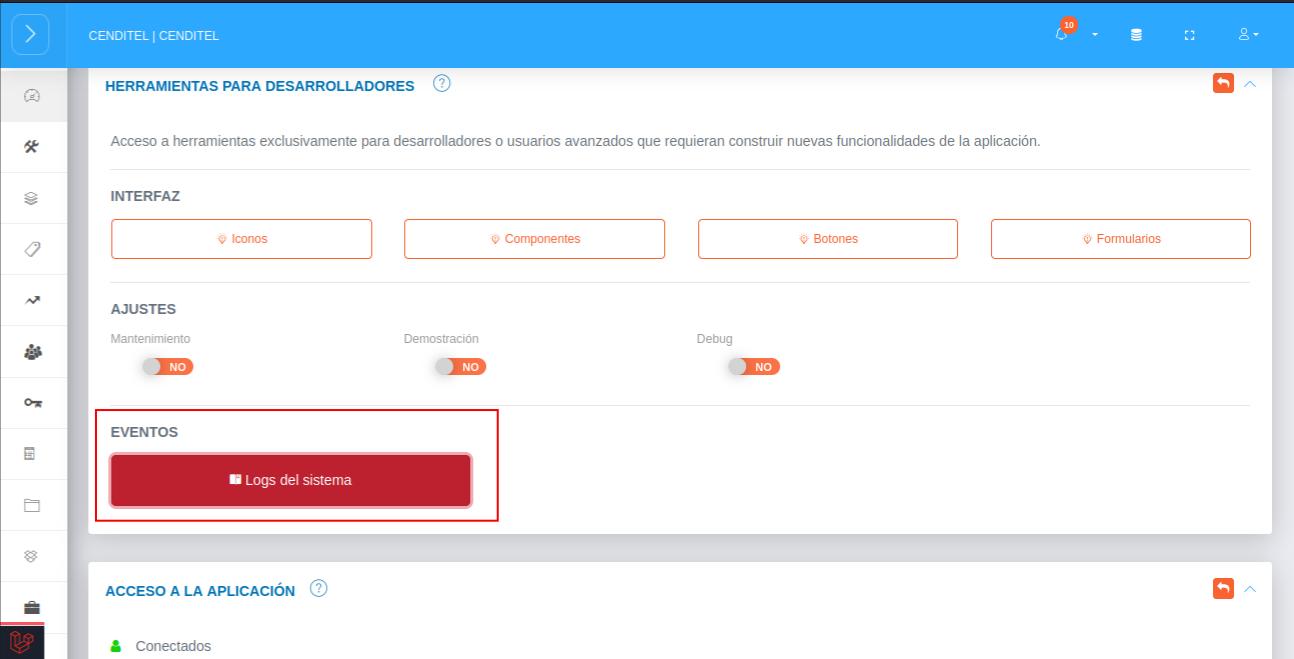 10
CENDITEL | CENDITEL
HERRAMIENTAS PARA DESARROLLADORES ?
Acceso a herramientas exclusivamente para desarrolladores o usuarios avanzados que requieran construir nuevas funcionalidades de la aplicación.
INTERFAZ
Iconos Componentes Botones Formularios
AJUSTES
Mantenimiento Demostración Debug
NO NO NO
EVENTOS
Logs del sistema
ACCESO A LA APLICACIÓN ?
Conectados